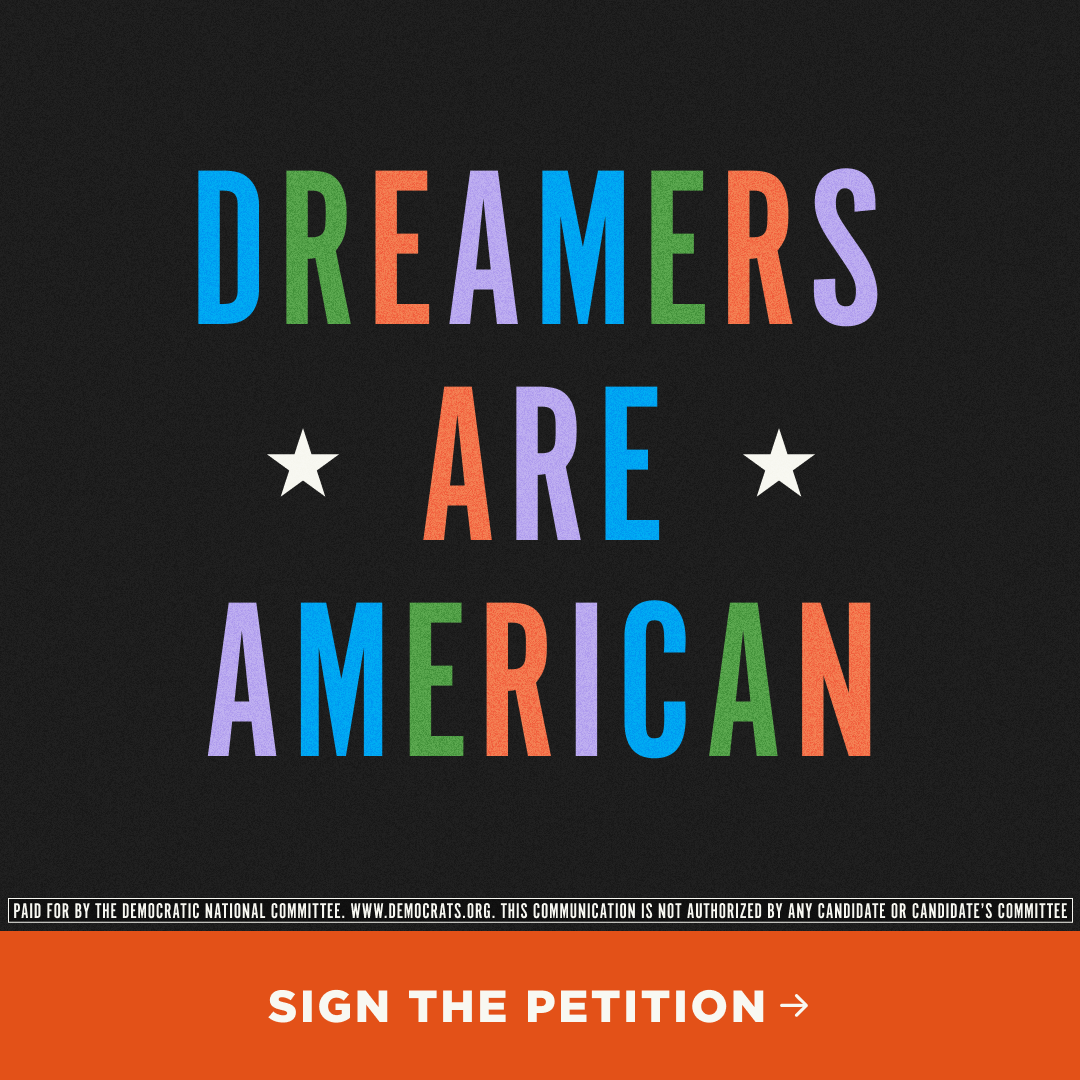 DREAMERS
★ ARE ★
AMERICAN
PAID FOR BY THE DEMOCRATIC NATIONAL COMMITTEE. WWW.DEMOCRATS.ORG. THIS COMMUNICATION IS NOT AUTHORIZED BY ANY CANDIDATE OR CANDIDATE'S COMMITTEE
SIGN THE PETITION →